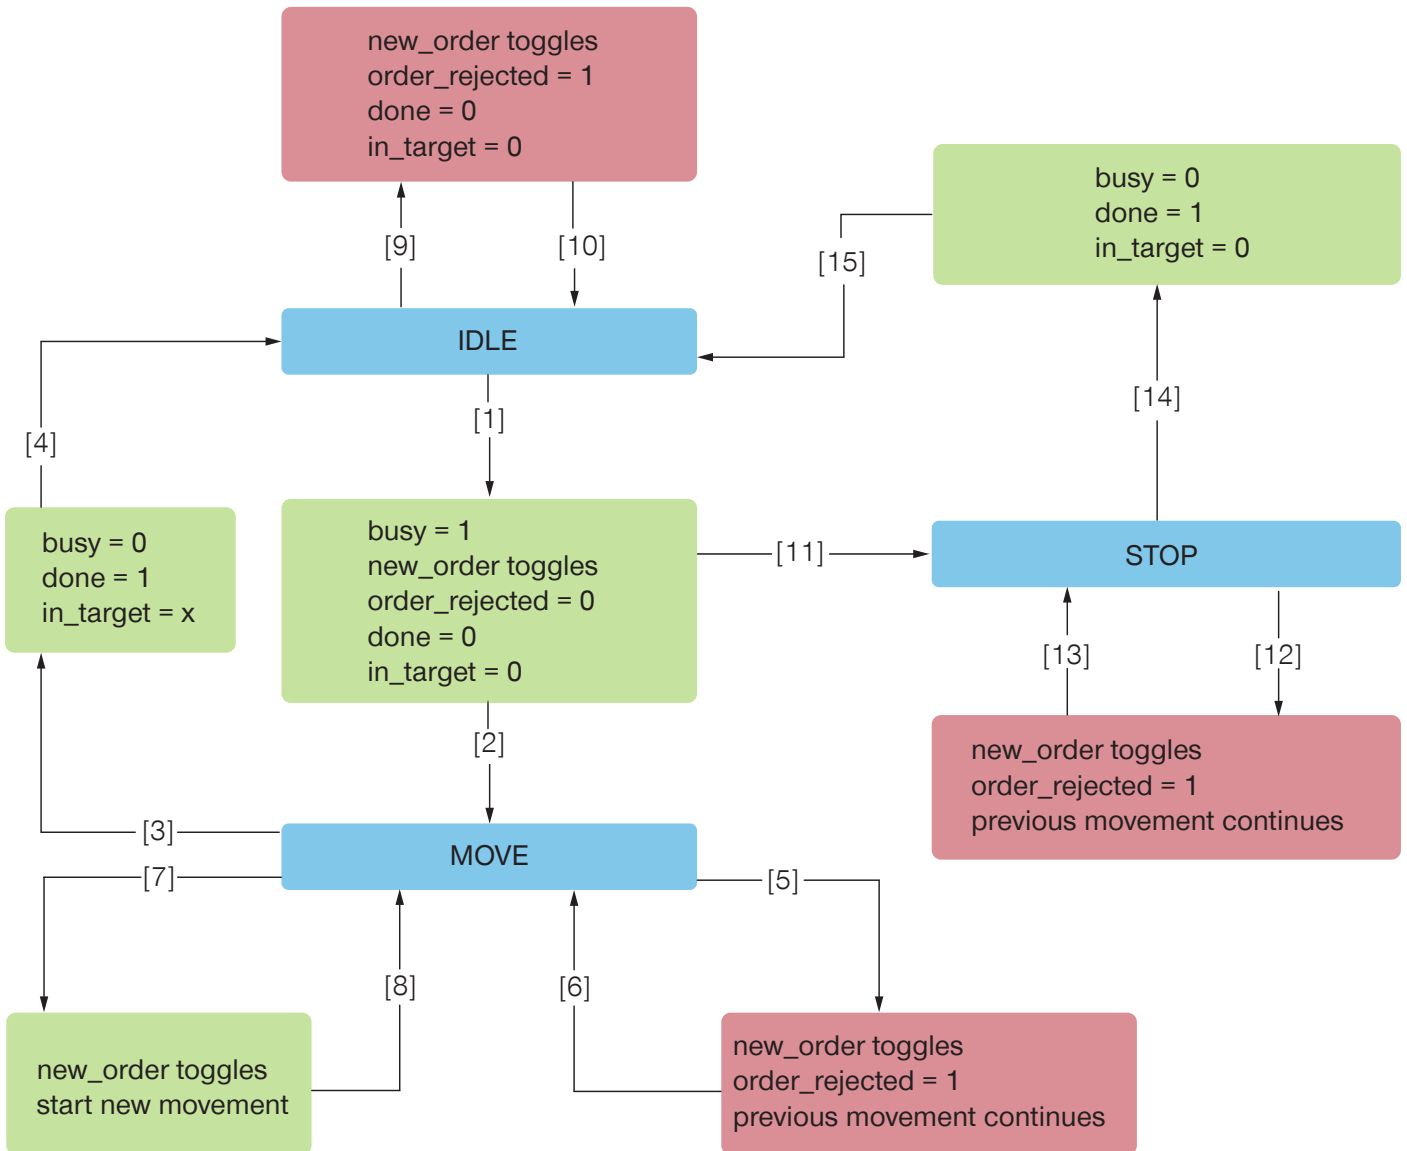 new_order toggles
order_rejected = 1
done = 0
in_target = 0
busy = 0
done = 1
in_target = 0
[9]
[10]
[15]
IDLE
[14]
[1]
[4]
busy = 0
done = 1
in_target = x
busy = 1
new_order toggles
order_rejected = 0
done = 0
in_target = 0
[11]
STOP
[13]
[12]
[2]
new_order toggles
order_rejected = 1
previous movement continues
[3]
MOVE
[7]
[5]
[8]
[6]
new_order toggles
start new movement
new_order toggles
order_rejected = 1
previous movement continues